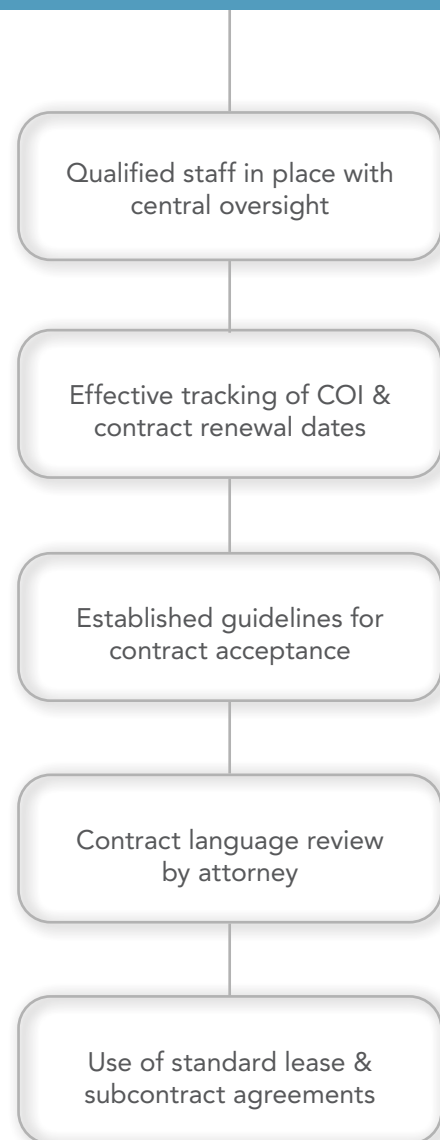 Qualified staff in place with
central oversight
Effective tracking of COI &
contract renewal dates
Established guidelines for
contract acceptance
Contract language review
by attorney
Use of standard lease &
subcontract agreements